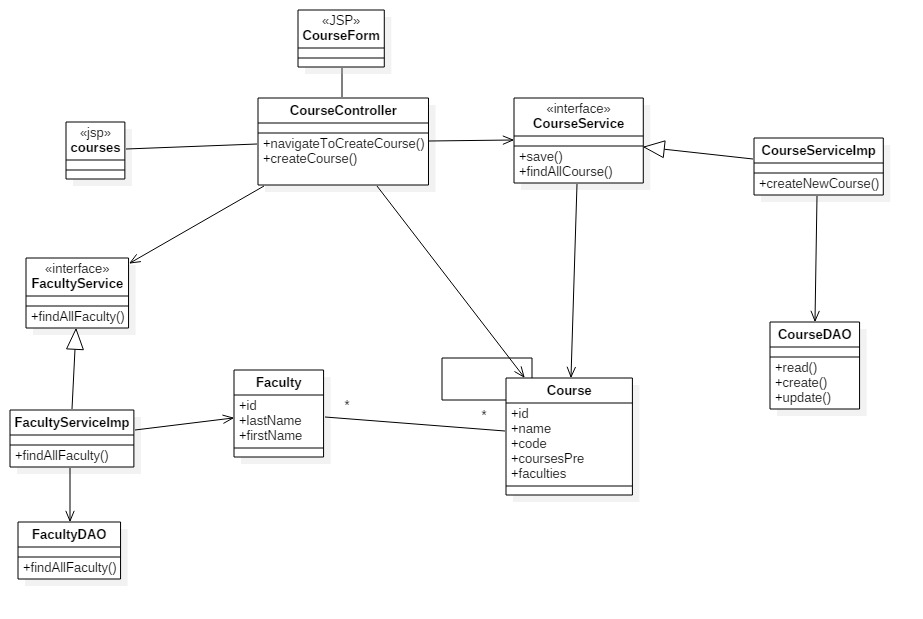 «JSP»
CourseForm
CourseController
+navigateToCreateCourse()
+createCourse()
«interface»
CourseService
+save()
+findAllCourse()
«jsp»
courses
CourseServiceImp
+createNewCourse()
«interface»
FacultyService
+findAllFaculty()
CourseDAO
+read()
+create()
+update()
Faculty
+id
+lastName
+firstName
*
*
Course
+id
+name
+code
+coursesPre
+faculties
FacultyServiceImp
+findAllFaculty()
FacultyDAO
+findAllFaculty()